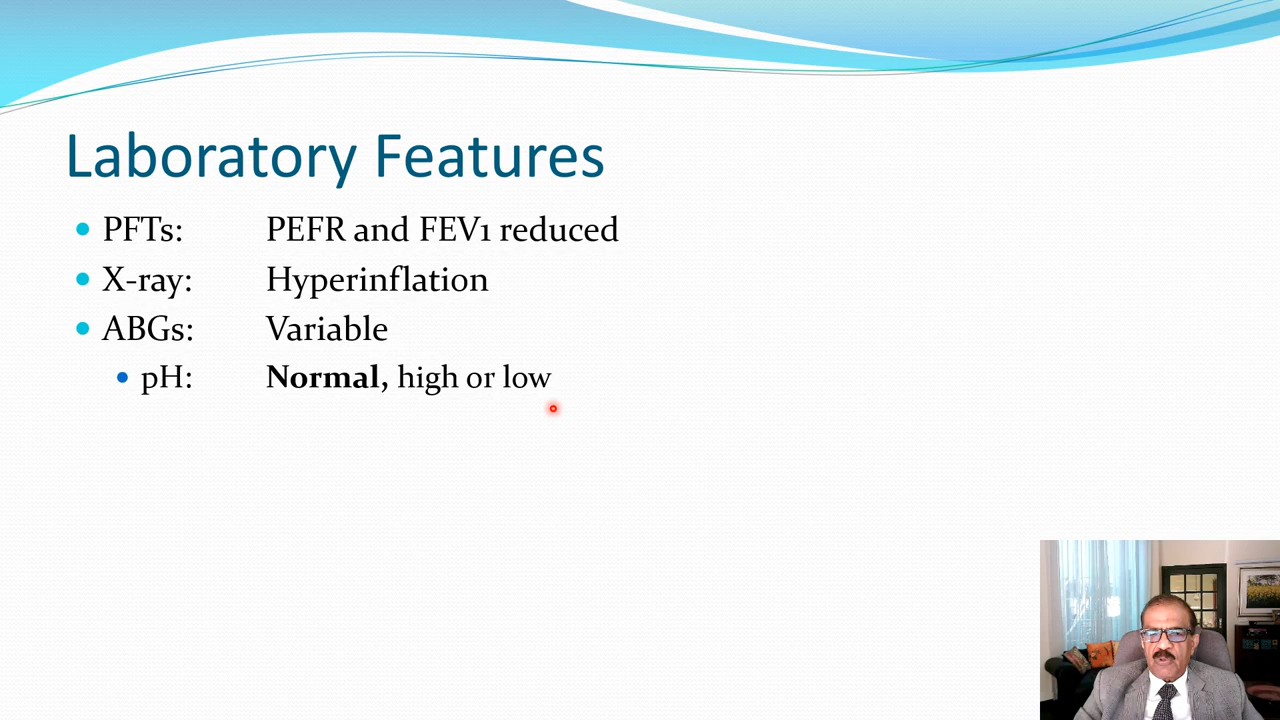 Laboratory Features
PFTs: PEFR and FEV1 reduced
X-ray: Hyperinflation
ABGs: Variable
pH: Normal, high or low